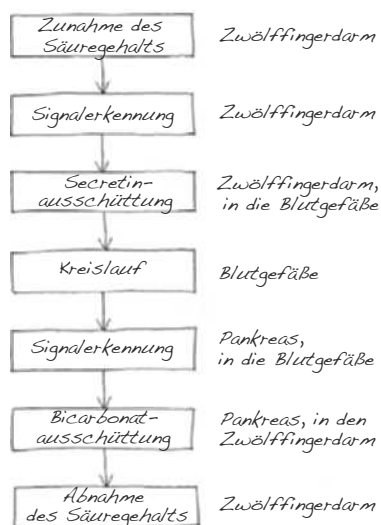 Zunahme des
Säuregehalts
Zwölffingerdarm
Signalerkennung
Zwölffingerdarm
Secretin-
ausschüttung
Zwölffingerdarm,
in die Blutgefäße
Kreislauf
Blutgefäße
Signalerkennung
Pankreas,
in die Blutgefäße
Bicarbonat-
ausschüttung
Pankreas, in den
Zwölffingerdarm
Abnahme
des Säuregehalts
Zwölffingerdarm